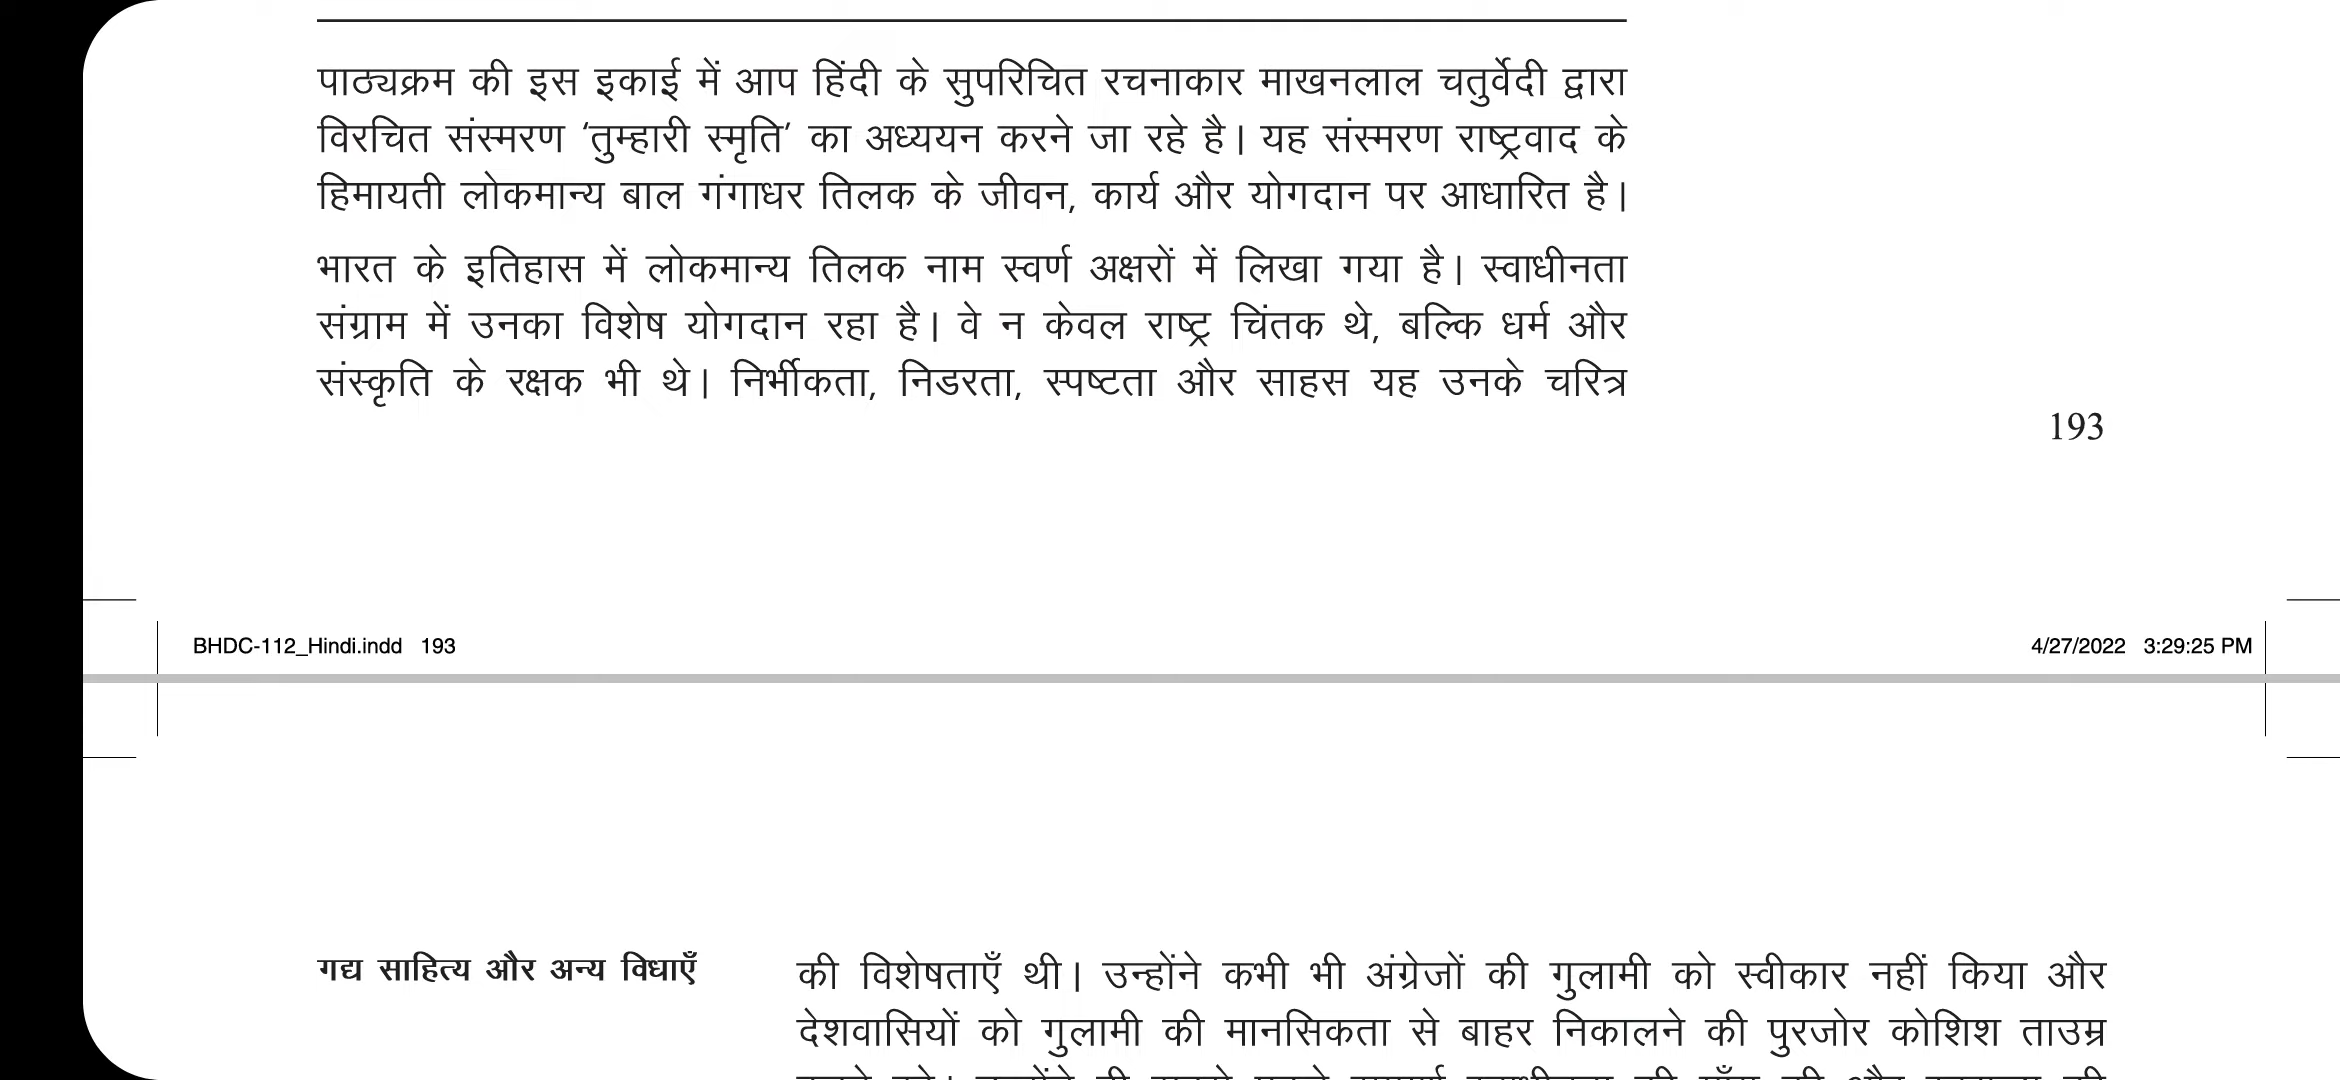 पाठ्यक्रम की इस इकाई में आप हिंदी के सुपरिचित रचनाकार माखनलाल चतुर्वेदी द्वारा
विरचित संस्मरण ‘तुम्हारी स्मृति’ का अध्ययन करने जा रहे है। यह संस्मरण राष्ट्रवाद के
हिमायती लोकमान्य बाल गंगाधर तिलक के जीवन, कार्य और योगदान पर आधारित है।
भारत के इतिहास में लोकमान्य तिलक नाम स्वर्ण अक्षरों में लिखा गया है। स्वाधीनता
संग्राम में उनका विशेष योगदान रहा है। वे न केवल राष्ट्र चिंतक थे, बल्कि धर्म और
संस्कृति के रक्षक भी थे। निर्भीकता, निडरता, स्पष्टता और साहस यह उनके चरित्र
193
BHDC-112_Hindi.indd 193
4/27/2022 3:29:25 PM
गद्य साहित्य और अन्य विधाएँ
की विशेषताएँ थी। उन्होंने कभी भी अंग्रेजों की गुलामी को स्वीकार नहीं किया और
देशवासियों को गुलामी की मानसिकता से बाहर निकालने की पुरजोर कोशिश ताउम्र